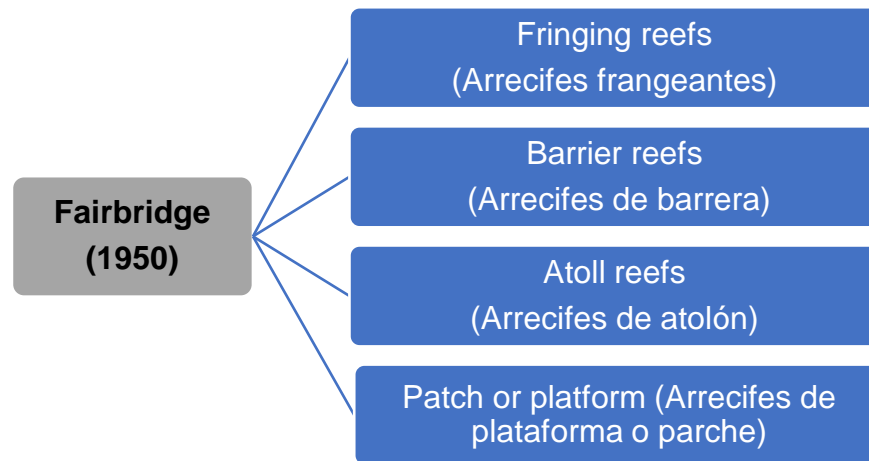 Fairbridge
(1950)
Fringing reefs
(Arrecifes frangeantes)
Barrier reefs
(Arrecifes de barrera)
Atoll reefs
(Arrecifes de atolón)
Patch or platform (Arrecifes de
plataforma o parche)